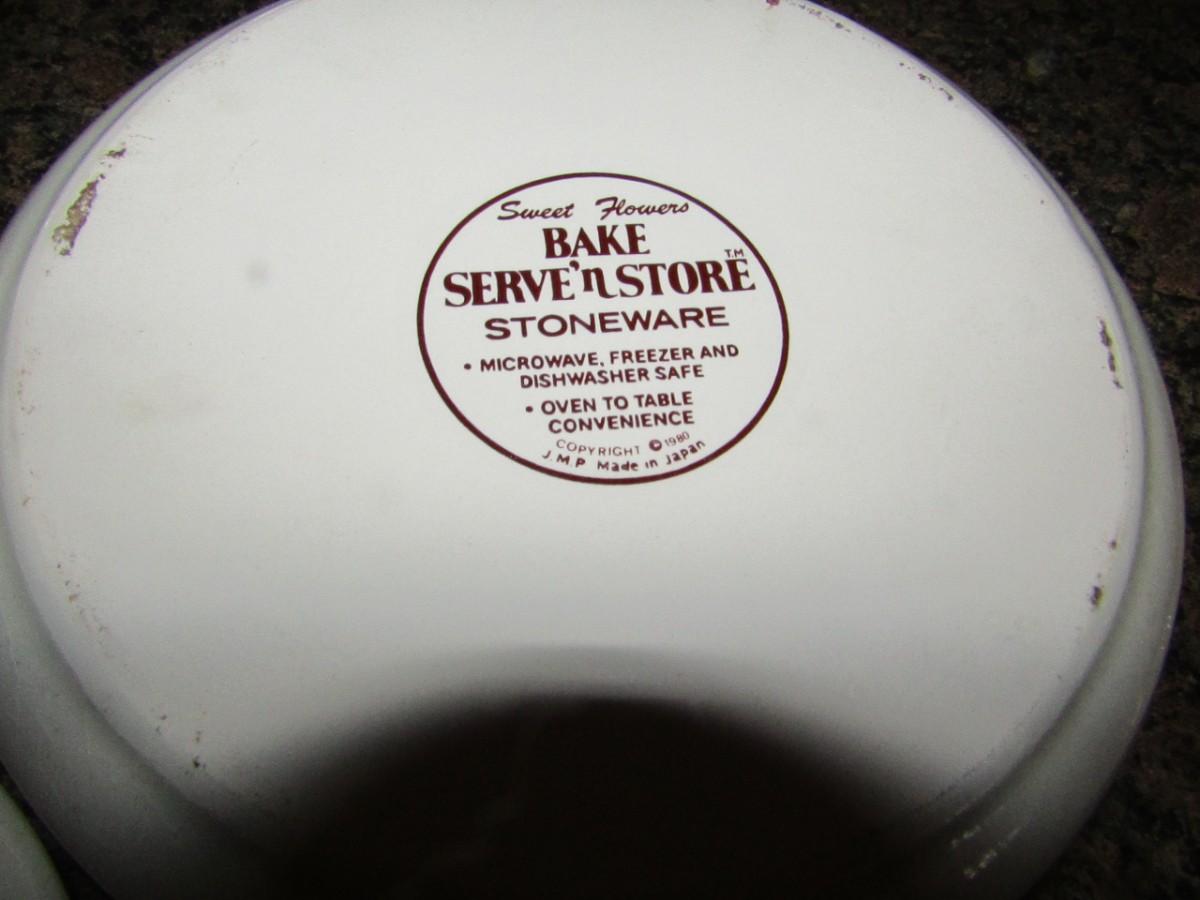 Sweet Flowers
BAKE
SERVE'n STORE T.M
STONEWARE
• MICROWAVE, FREEZER AND
DISHWASHER SAFE
• OVEN TO TABLE
CONVENIENCE
COPYRIGHT © 1980
J.M.P Made in Japan